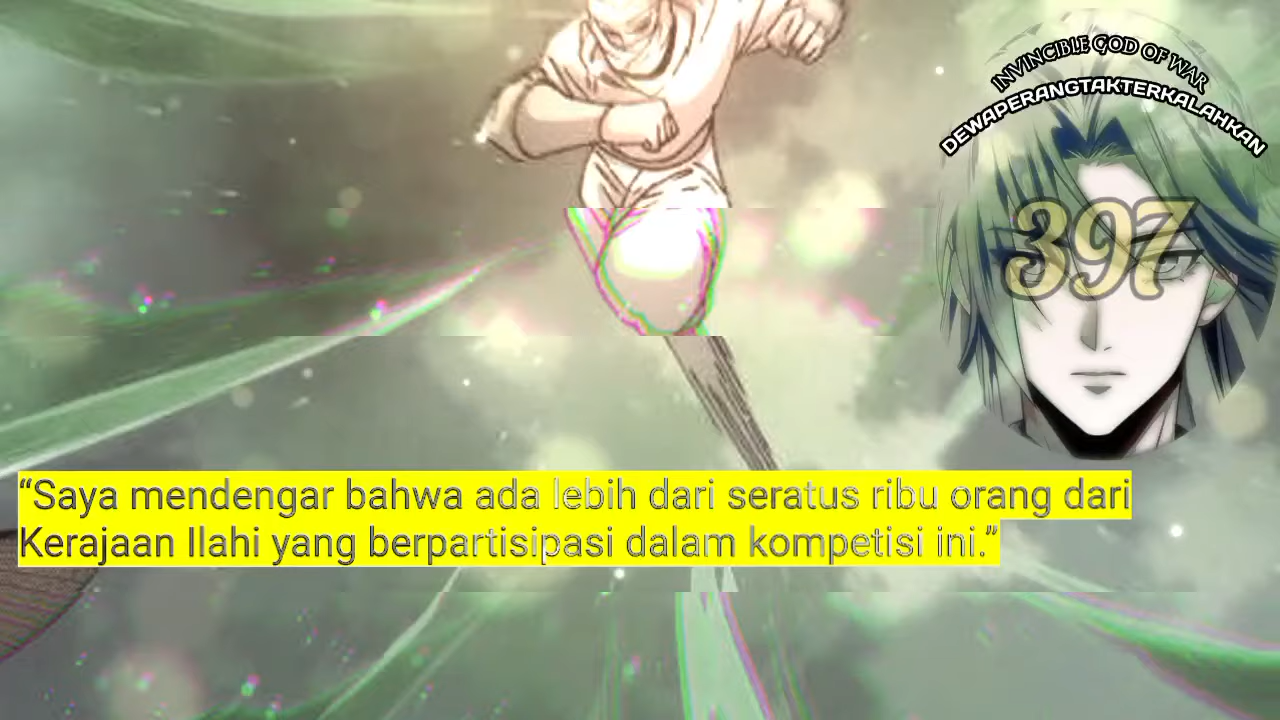 INVINCIBLE GOD OF WAR
DEWAPERANGTAKTERKALAHKAN
397
“Saya mendengar bahwa ada lebih dari seratus ribu orang dari
Kerajaan Ilahi yang berpartisipasi dalam kompetisi ini.”